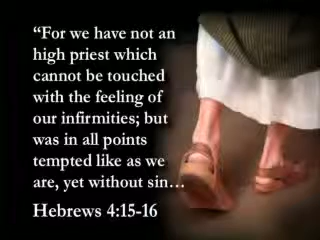 “For we have not an
high priest which
cannot be touched
with the feeling of
our infirmities; but
was in all points
tempted like as we
are, yet without sin…
Hebrews 4:15-16